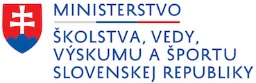 MINISTERSTVO
ŠKOLSTVA, VEDY,
VÝSKUMU A ŠPORTU
SLOVENSKEJ REPUBLIKY